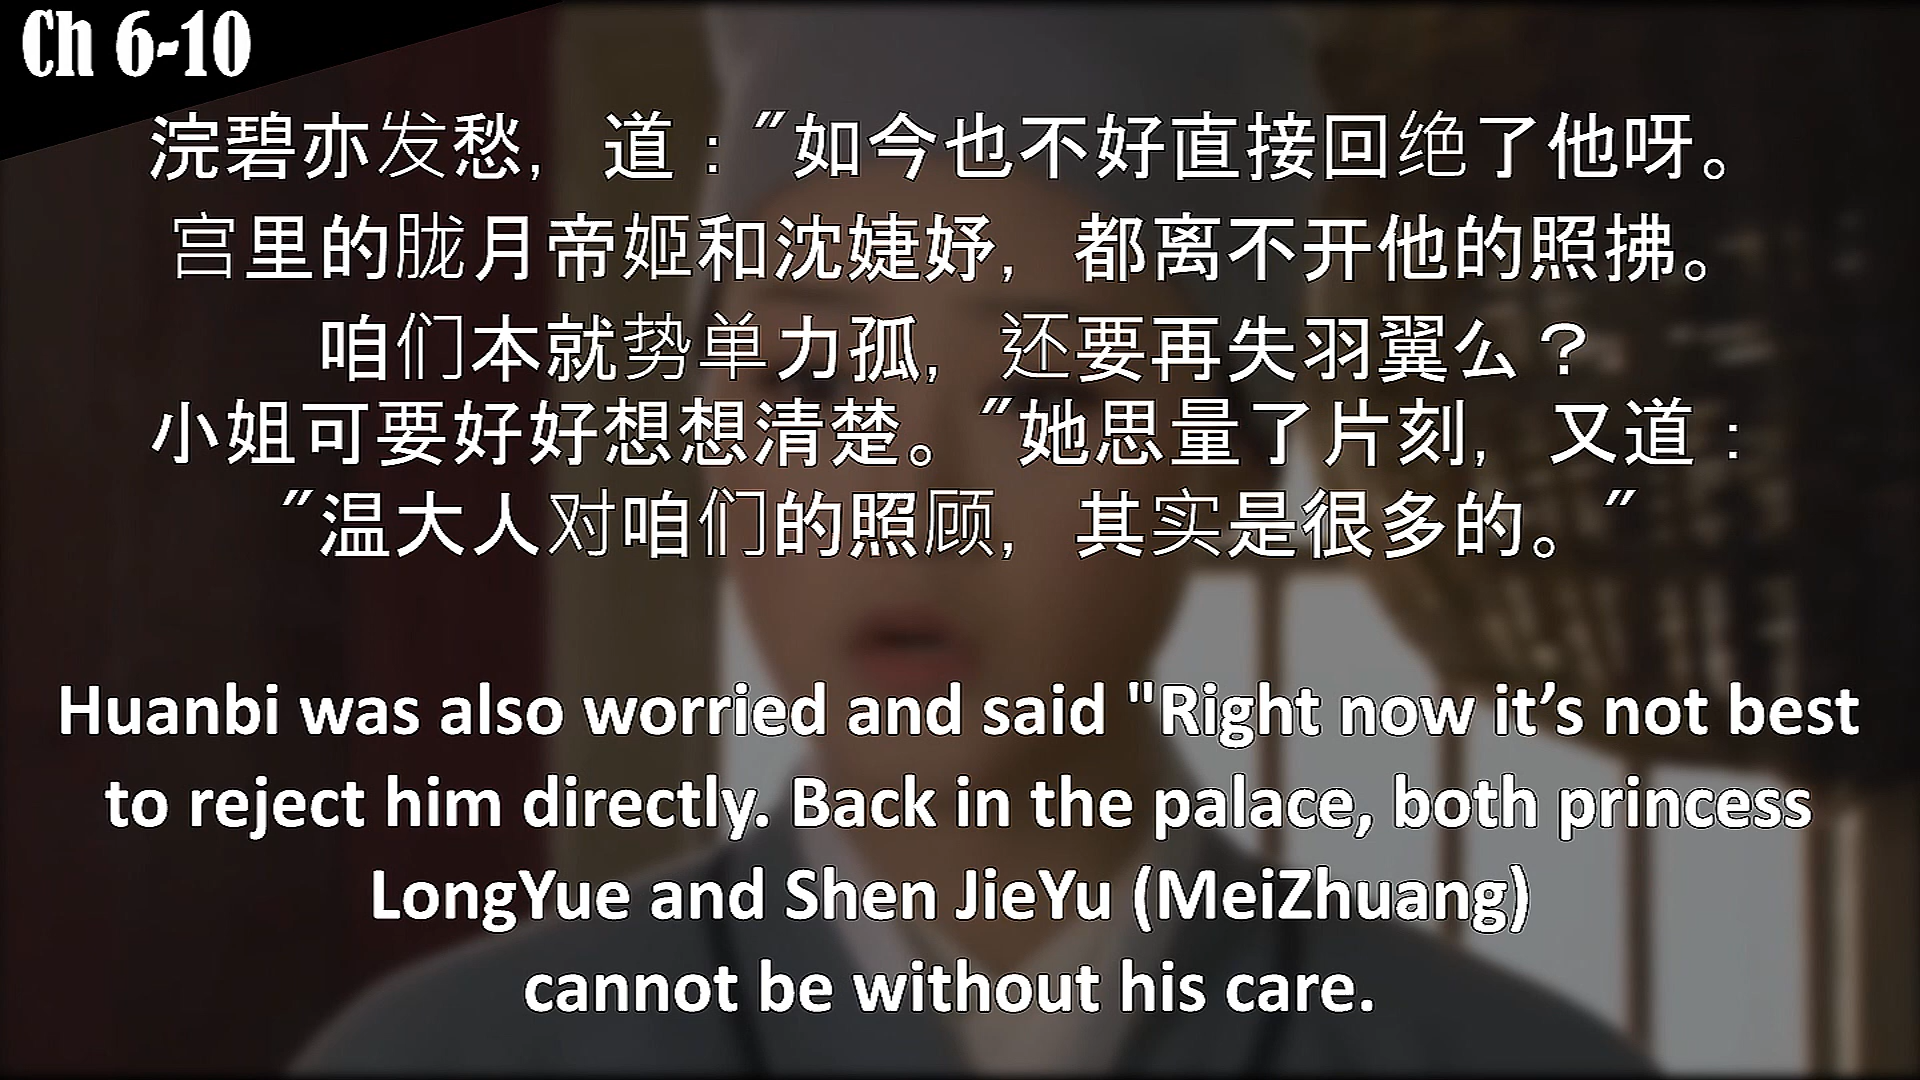 Ch 6-10
浣碧亦发愁，道："如今也不好直接回绝了他呀。
宫里的胧月帝姬和沈婕妤，都离不开他的照拂。
咱们本就势单力孤，还要再失羽翼么？
小姐可要好好想想清楚。"她思量了片刻，又道：
"温大人对咱们的照顾，其实是很多的。"
Huanbi was also worried and said "Right now it’s not best
to reject him directly. Back in the palace, both princess
LongYue and Shen JieYu (MeiZhuang)
cannot be without his care.